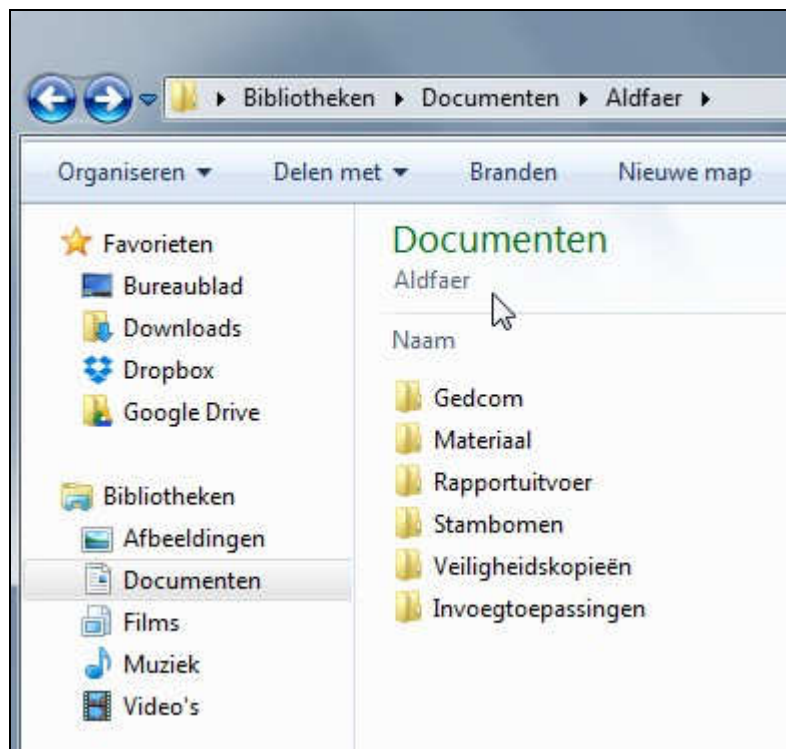 Bibliotheken Documenten Aldfaer
Organiseren Delen met Branden Nieuwe map
Favorieten
Bureaublad
Downloads
Dropbox
Google Drive
Bibliotheken
Afbeeldingen
Documenten
Films
Muziek
Video's
Documenten
Aldfaer
Naam
Gedcom
Materiaal
Rapportuitvoer
Stambomen
Veiligheidskopieën
Invoegtoepassingen